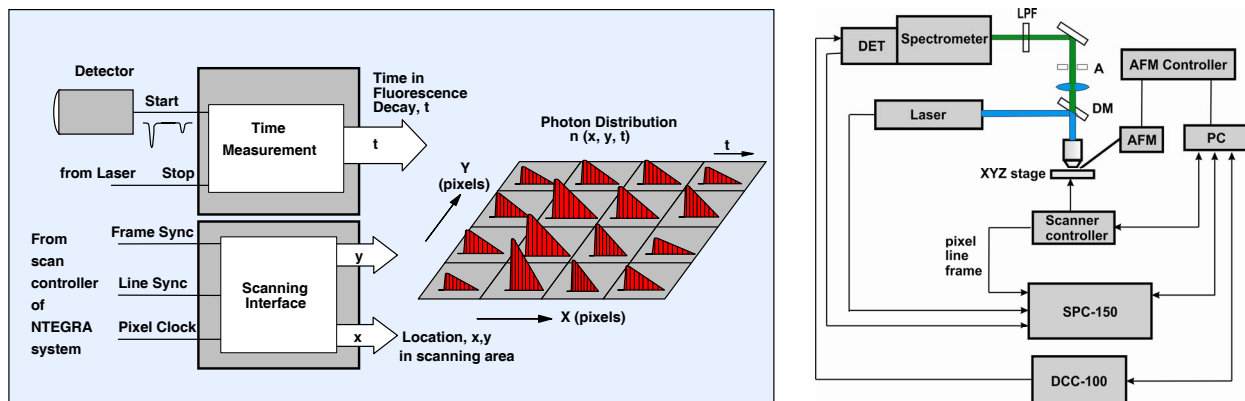 Detector
Start
from Laser
Stop
Time
Measurement
Time in
Fluorescence
Decay, t
t
Frame Sync
From
scan
controller
of
NTEGRA
system
Line Sync
Pixel Clock
Scanning
Interface
y
x
Location, x,y
in scanning area
Photon Distribution
n (x, y, t)
t
Y
(pixels)
X (pixels)
LPF
DET
Spectrometer
A
AFM Controller
DM
Laser
AFM
PC
XYZ stage
Scanner
controller
pixel
line
frame
SPC-150
DCC-100